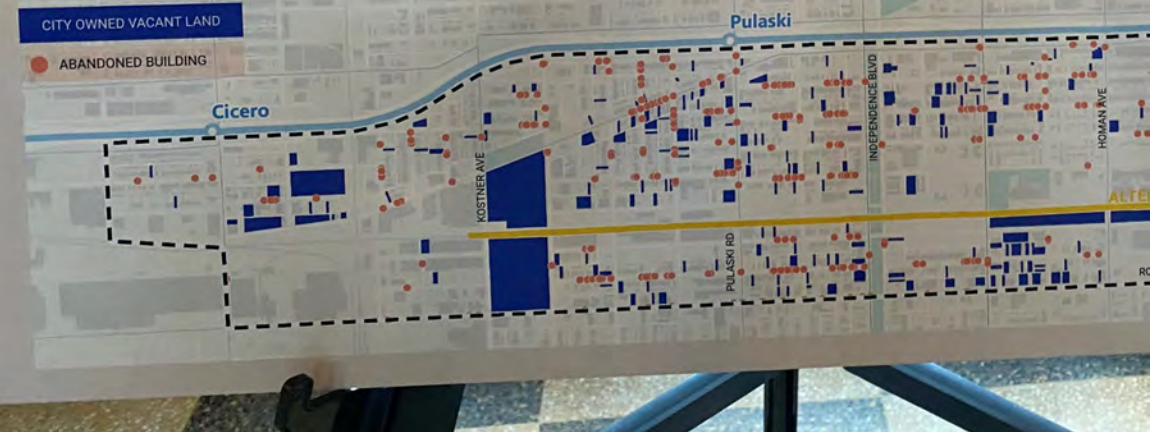 CITY OWNED VACANT LAND
ABANDONED BUILDING
Pulaski
Cicero
KOSTNER AVE
PULASKI RD
INDEPENDENCE BLVD
HOMAN AVE